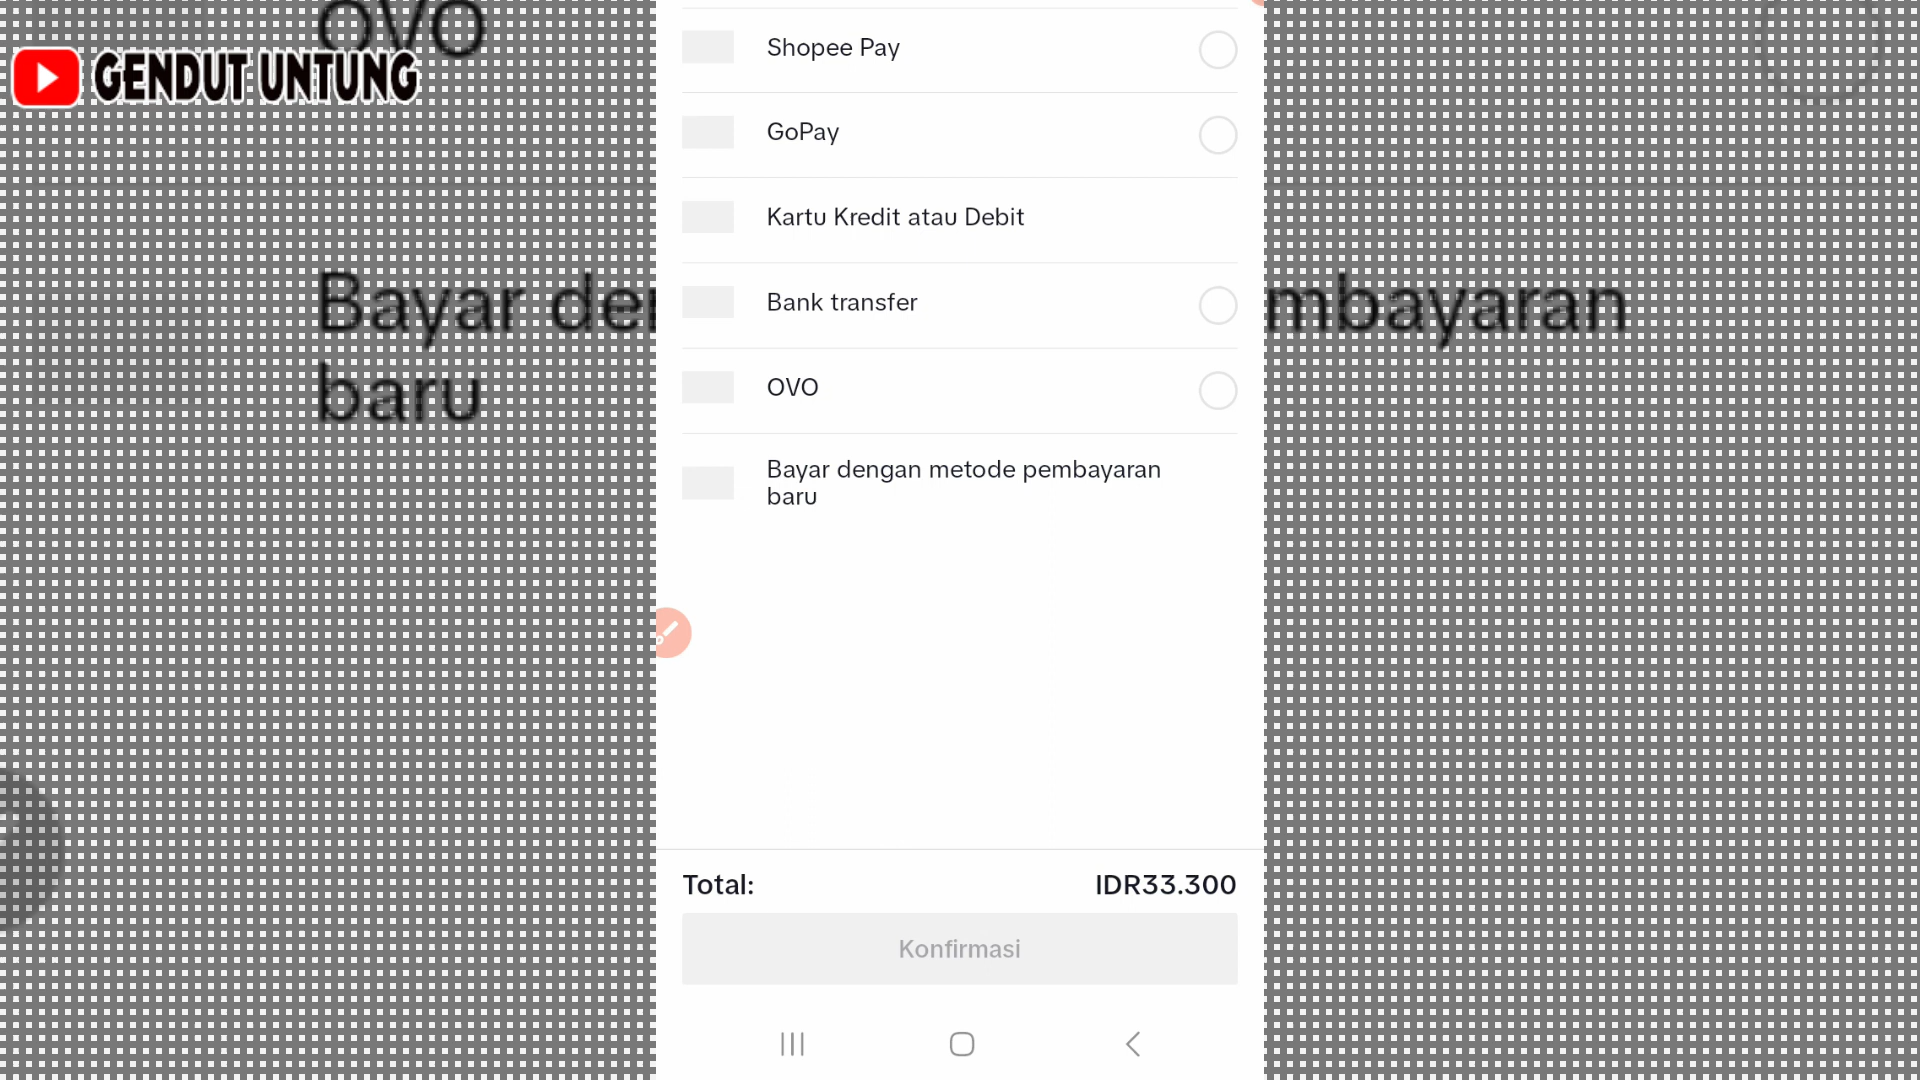 OVO
GENDUT UNTUNG
Shopee Pay
GoPay
Kartu Kredit atau Debit
Bank transfer
OVO
Bayar dengan metode pembayaran
baru
Bayar de
mbayaran
baru
Total:
IDR33.300
Konfirmasi